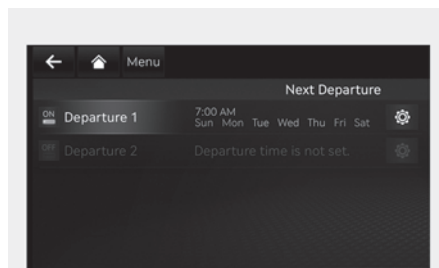 Menu
Next Departure
ON Departure 1 7:00 AM
Sun Mon Tue Wed Thu Fri Sat
OFF Departure 2 Departure time is not set.